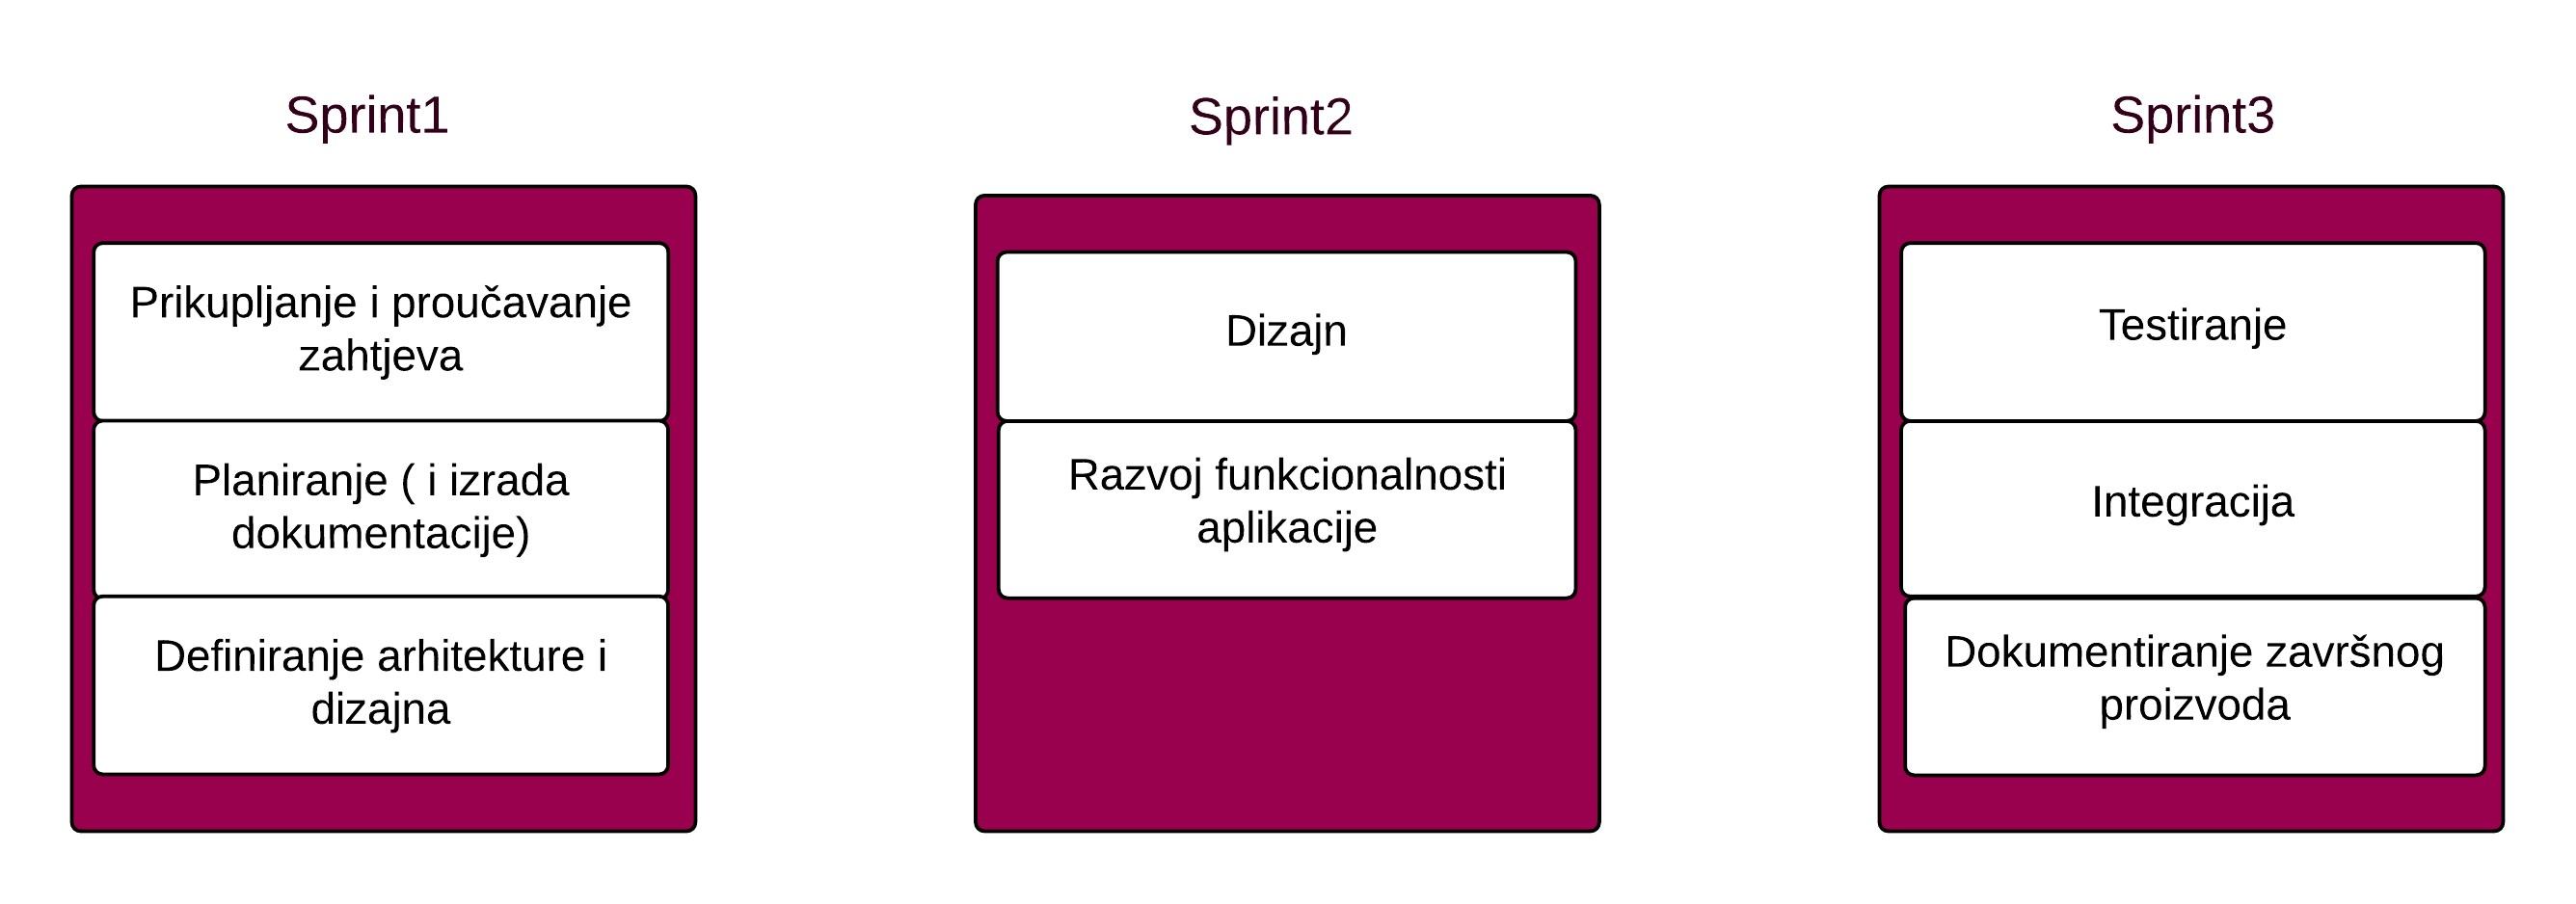 Sprint1
Prikupljanje i proučavanje
zahtjeva
Planiranje ( i izrada
dokumentacije)
Definiranje arhitekture i
dizajna
Sprint2
Dizajn
Razvoj funkcionalnosti
aplikacije
Sprint3
Testiranje
Integracija
Dokumentiranje završnog
proizvoda